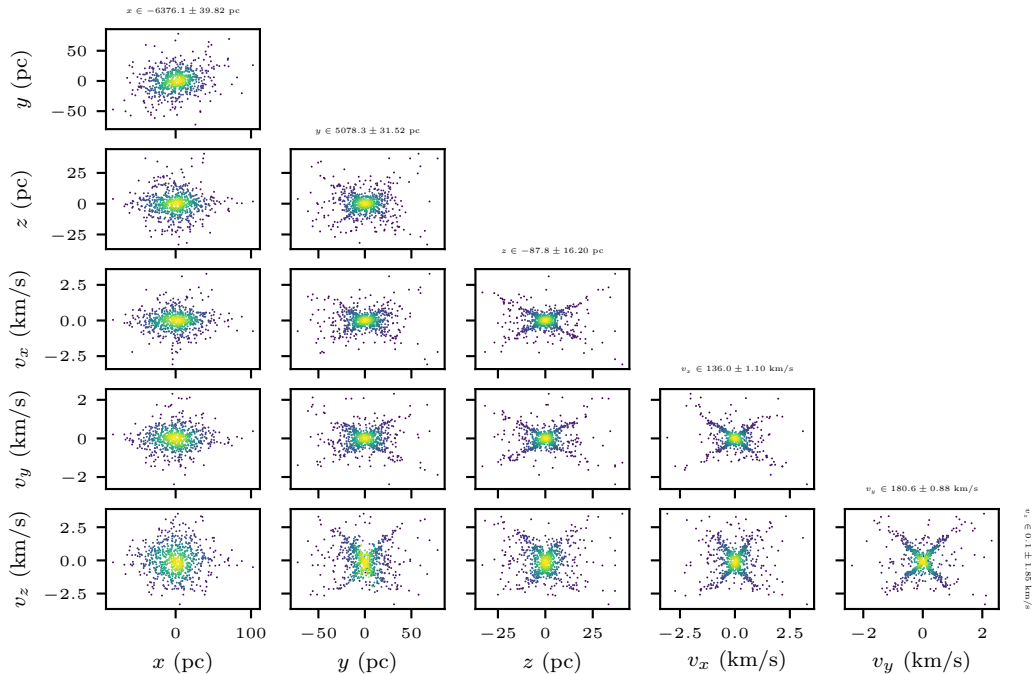 x ∈ −6376.1 ± 39.82 pc
y (pc)
50
0
−50
y ∈ 5078.3 ± 31.52 pc
z (pc)
25
0
−25
z ∈ −87.8 ± 16.20 pc
v_x (km/s)
2.5
0.0
−2.5
v_x ∈ 136.0 ± 1.10 km/s
v_y (km/s)
2
0
−2
v_y ∈ 180.6 ± 0.88 km/s
v_z (km/s)
2.5
0.0
−2.5
v_z ∈ 0.1 ± 1.85 km/s
0 100
−50 0 50
−25 0 25
−2.5 0.0 2.5
−2 0 2
x (pc)
y (pc)
z (pc)
v_x (km/s)
v_y (km/s)